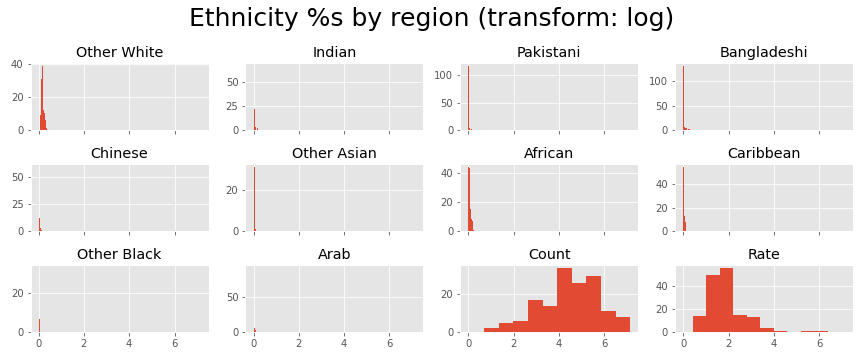 Ethnicity %s by region (transform: log)
Other White Indian Pakistani Bangladeshi
40 20 0
50 25 0
100 50 0
100 50 0
Chinese Other Asian African Caribbean
50 25 0
20 0
40 20 0
40 20 0
Other Black Arab Count Rate
20 0
50 0
20 0
40 20 0
0 2 4 6 0 2 4 6 0 2 4 6 0 2 4 6